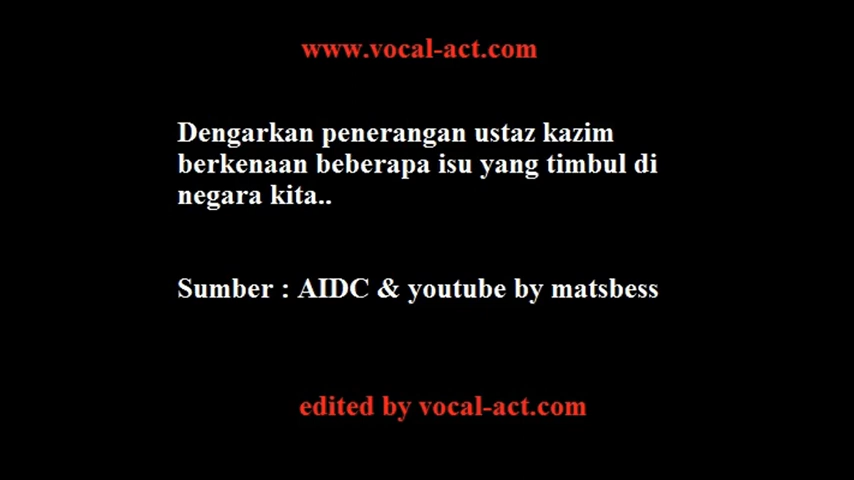 www.vocal-act.com
Dengarkan penerangan ustaz kazim
berkenaan beberapa isu yang timbul di
negara kita..
Sumber : AIDC & youtube by matsbess
edited by vocal-act.com